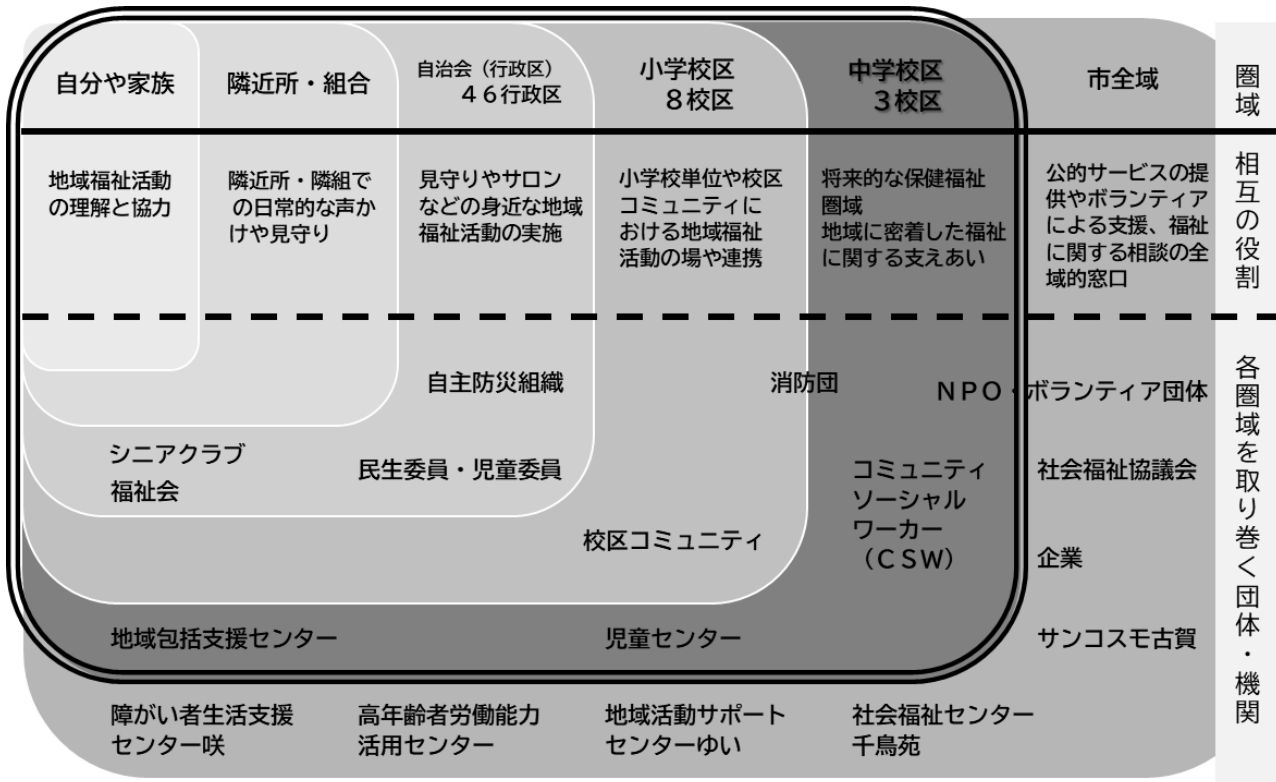 自分や家族
隣近所・組合
自治会（行政区）
４６行政区
小学校区
８校区
中学校区
３校区
市全域
圏域
地域福祉活動
の理解と協力
隣近所・隣組で
の日常的な声か
けや見守り
見守りやサロン
などの身近な地域
福祉活動の実施
小学校単位や校区
コミュニティに
おける地域福祉
活動の場や連携
将来的な保健福祉
圏域
地域に密着した福祉
に関する支えあい
公的サービスの提
供やボランティア
による支援、福祉
に関する相談の全
域的窓口
相互の役割
自主防災組織
消防団
ＮＰＯ・ボランティア団体
シニアクラブ
福祉会
民生委員・児童委員
コミュニティ
ソーシャル
ワーカー
（ＣＳＷ）
社会福祉協議会
校区コミュニティ
企業
地域包括支援センター
児童センター
サンコスモ古賀
障がい者生活支援
センター咲
高年齢者労働能力
活用センター
地域活動サポート
センターゆい
社会福祉センター
千鳥苑
各圏域を取り巻く団体・機関